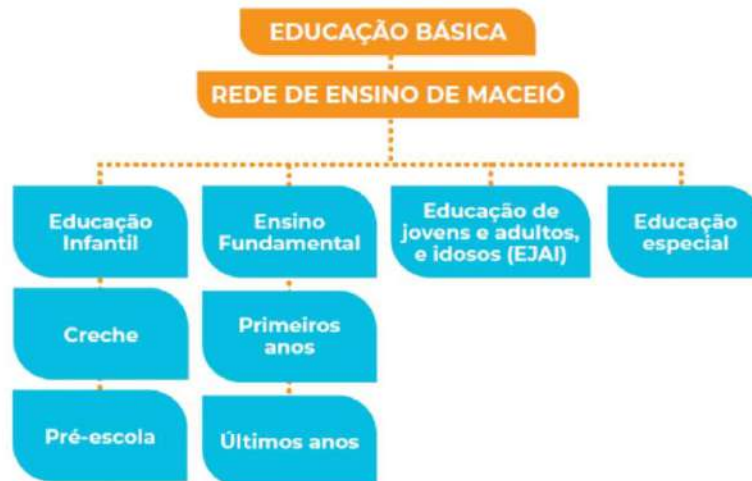 EDUCAÇÃO BÁSICA
REDE DE ENSINO DE MACEIÓ
Educação
Infantil
Creche
Pré-escola
Ensino
Fundamental
Primeiros
anos
Últimos anos
Educação de
jovens e adultos,
e idosos (EJAI)
Educação
especial